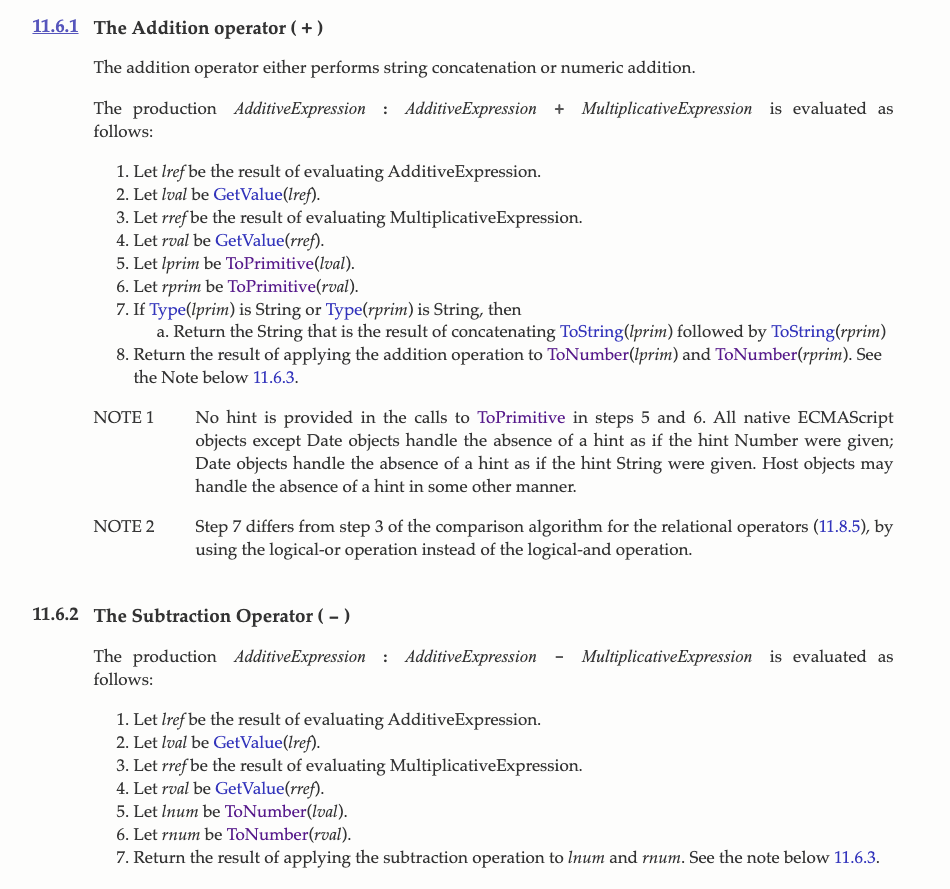 11.6.1 The Addition operator ( + )
The addition operator either performs string concatenation or numeric addition.
The production AdditiveExpression : AdditiveExpression + MultiplicativeExpression is evaluated as
follows:
1. Let lref be the result of evaluating AdditiveExpression.
2. Let lval be GetValue(lref).
3. Let rref be the result of evaluating MultiplicativeExpression.
4. Let rval be GetValue(rref).
5. Let lprim be ToPrimitive(lval).
6. Let rprim be ToPrimitive(rval).
7. If Type(lprim) is String or Type(rprim) is String, then
a. Return the String that is the result of concatenating ToString(lprim) followed by ToString(rprim)
8. Return the result of applying the addition operation to ToNumber(lprim) and ToNumber(rprim). See
the Note below 11.6.3.
NOTE 1 No hint is provided in the calls to ToPrimitive in steps 5 and 6. All native ECMAScript
objects except Date objects handle the absence of a hint as if the hint Number were given;
Date objects handle the absence of a hint as if the hint String were given. Host objects may
handle the absence of a hint in some other manner.
NOTE 2 Step 7 differs from step 3 of the comparison algorithm for the relational operators (11.8.5), by
using the logical-or operation instead of the logical-and operation.
11.6.2 The Subtraction Operator ( – )
The production AdditiveExpression : AdditiveExpression – MultiplicativeExpression is evaluated as
follows:
1. Let lref be the result of evaluating AdditiveExpression.
2. Let lval be GetValue(lref).
3. Let rref be the result of evaluating MultiplicativeExpression.
4. Let rval be GetValue(rref).
5. Let lnum be ToNumber(lval).
6. Let rnum be ToNumber(rval).
7. Return the result of applying the subtraction operation to lnum and rnum. See the note below 11.6.3.